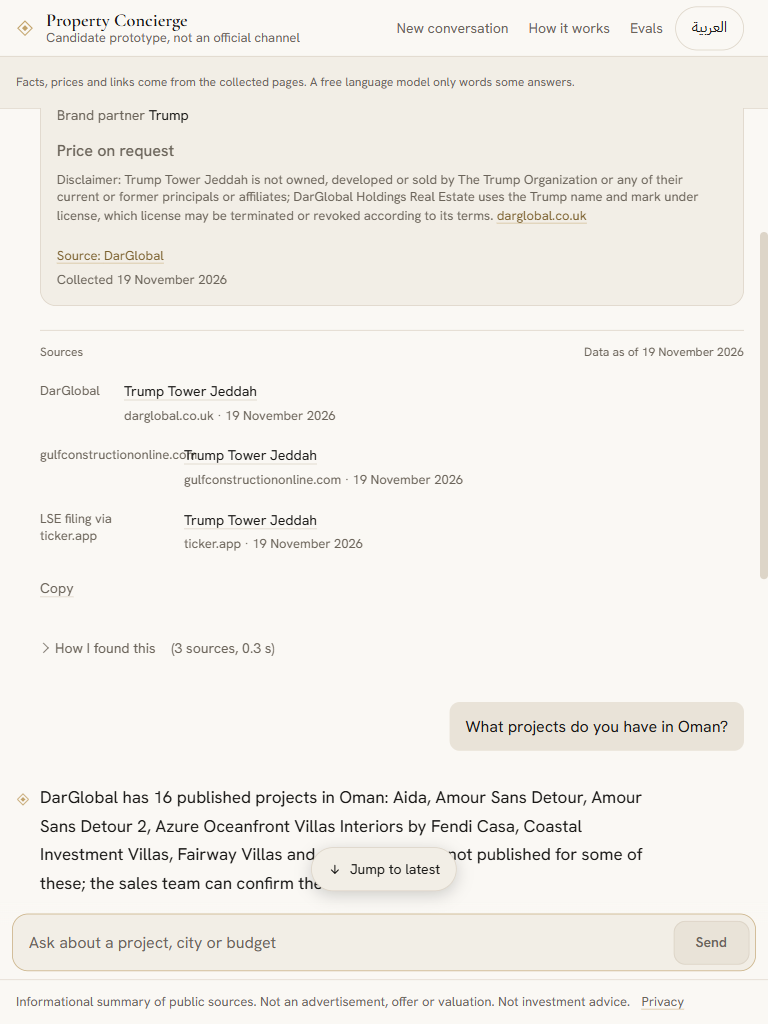 Property Concierge
Candidate prototype, not an official channel
New conversation How it works Evals العربية
Facts, prices and links come from the collected pages. A free language model only words some answers.
Brand partner Trump
Price on request
Disclaimer: Trump Tower Jeddah is not owned, developed or sold by The Trump Organization or any of their
current or former principals or affiliates; DarGlobal Holdings Real Estate uses the Trump name and mark under
license, which license may be terminated or revoked according to its terms. darglobal.co.uk
Source: DarGlobal
Collected 19 November 2026
Sources Data as of 19 November 2026
DarGlobal Trump Tower Jeddah
darglobal.co.uk · 19 November 2026
gulfconstructiononline.com Trump Tower Jeddah
gulfconstructiononline.com · 19 November 2026
LSE filing via Trump Tower Jeddah
ticker.app ticker.app · 19 November 2026
Copy
How I found this (3 sources, 0.3 s)
What projects do you have in Oman?
DarGlobal has 16 published projects in Oman: Aida, Amour Sans Detour, Amour
Sans Detour 2, Azure Oceanfront Villas Interiors by Fendi Casa, Coastal
Investment Villas, Fairway Villas and not published for some of
these; the sales team can confirm
Jump to latest
Ask about a project, city or budget Send
Informational summary of public sources. Not an advertisement, offer or valuation. Not investment advice. Privacy